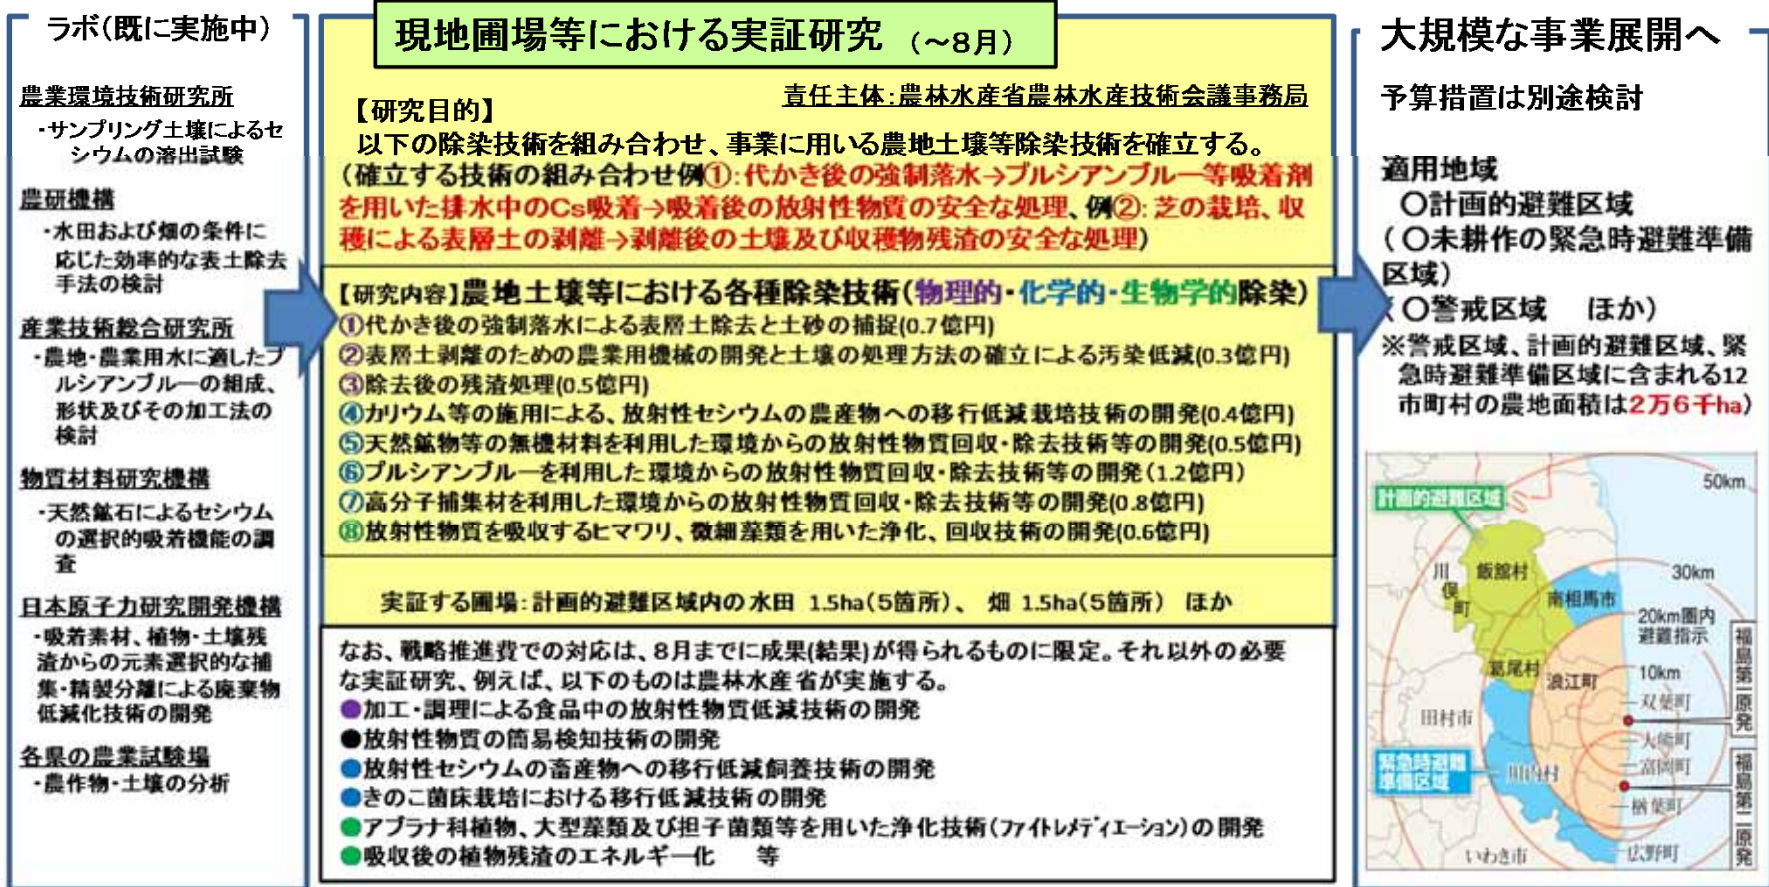 ラボ(既に実施中)
農業環境技術研究所
・サンプリング土壌によるセ
シウムの溶出試験
農研機構
・水田および畑の条件に
応じた効率的な表土除去
手法の検討
産業技術総合研究所
・農地・農業用水に適したプ
ルシアンブルーの組成、
形状及びその加工法の
検討
物質材料研究機構
・天然鉱石によるセシウム
の選択的吸着機能の調
査
日本原子力研究開発機構
・吸着素材、植物・土壌残
渣からの元素選択的な捕
集・精製分離による廃棄物
低減化技術の開発
各県の農業試験場
・農作物・土壌の分析
現地圃場等における実証研究 (～8月)
責任主体:農林水産省農林水産技術会議事務局
【研究目的】
以下の除染技術を組み合わせ、事業に用いる農地土壌等除染技術を確立する。
(確立する技術の組み合わせ例①:代かき後の強制落水→プルシアンブルー等吸着剤
を用いた排水中のCs吸着→吸着後の放射性物質の安全な処理、例②:芝の栽培、収
穫による表層土の剥離→剥離後の土壌及び収穫物残渣の安全な処理)
【研究内容】農地土壌等における各種除染技術(物理的・化学的・生物学的除染)
①代かき後の強制落水による表層土除去と土砂の捕捉(0.7億円)
②表層土剥離のための農業用機械の開発と土壌の処理方法の確立による汚染低減(0.3億円)
③除去後の残渣処理(0.5億円)
④カリウム等の施用による、放射性セシウムの農産物への移行低減栽培技術の開発(0.4億円)
⑤天然鉱物等の無機材料を利用した環境からの放射性物質回収・除去技術等の開発(0.5億円)
⑥プルシアンブルーを利用した環境からの放射性物質回収・除去技術等の開発(1.2億円)
⑦高分子捕集材を利用した環境からの放射性物質回収・除去技術等の開発(0.8億円)
⑧放射性物質を吸収するヒマワリ、微細藻類を用いた浄化、回収技術の開発(0.6億円)
実証する圃場:計画的避難区域内の水田 1.5ha(5箇所)、 畑 1.5ha(5箇所) ほか
なお、戦略推進費での対応は、8月までに成果(結果)が得られるものに限定。それ以外の必要
な実証研究、例えば、以下のものは農林水産省が実施する。
●加工・調理による食品中の放射性物質低減技術の開発
●放射性物質の簡易検知技術の開発
●放射性セシウムの畜産物への移行低減飼養技術の開発
●きのこ菌床栽培における移行低減技術の開発
●アブラナ科植物、大型藻類及び担子菌類等を用いた浄化技術(ファイトレメディエーション)の開発
●吸収後の植物残渣のエネルギー化 等
大規模な事業展開へ
予算措置は別途検討
適用地域
○計画的避難区域
(○未耕作の緊急時避難準備
区域)
(○警戒区域 ほか)
※警戒区域、計画的避難区域、緊
急時避難準備区域に含まれる12
市町村の農地面積は2万6千ha)
50km
計画的避難区域
30km
川俣町
飯舘村
南相馬市
20km圏内
避難指示
福島第一原発
葛尾村
浪江町
10km
双葉町
田村市
大熊町
緊急時避難
準備区域
川内村
富岡町
福島第二原発
楢葉町
いわき市
広野町